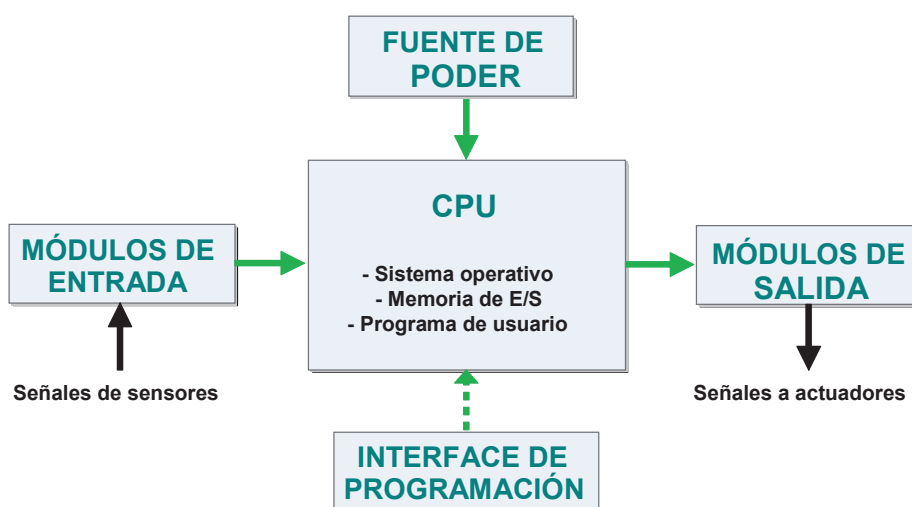 FUENTE DE
PODER
CPU
- Sistema operativo
- Memoria de E/S
- Programa de usuario
MÓDULOS DE
ENTRADA
MÓDULOS DE
SALIDA
Señales de sensores
Señales a actuadores
INTERFACE DE
PROGRAMACIÓN